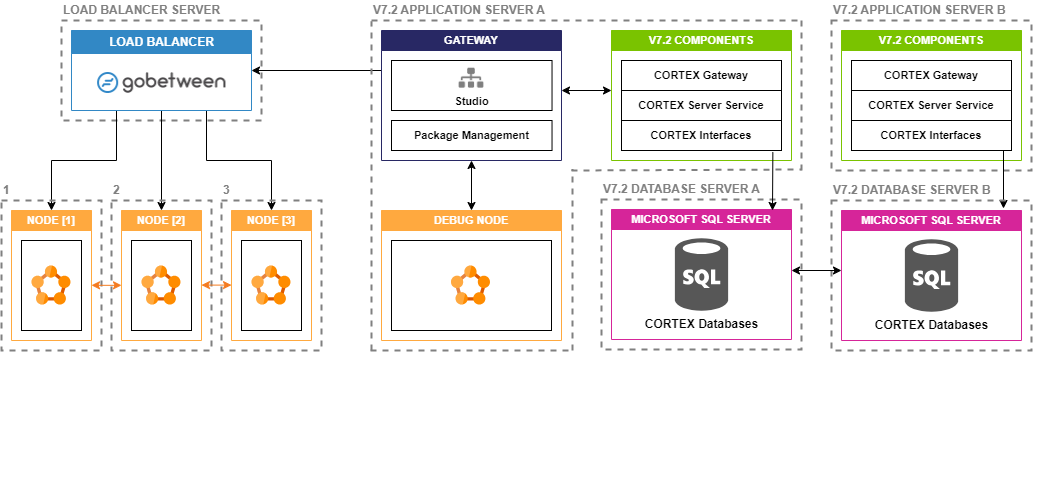 LOAD BALANCER SERVER
LOAD BALANCER
gobetween
V7.2 APPLICATION SERVER A
GATEWAY
Studio
Package Management
V7.2 COMPONENTS
CORTEX Gateway
CORTEX Server Service
CORTEX Interfaces
V7.2 APPLICATION SERVER B
V7.2 COMPONENTS
CORTEX Gateway
CORTEX Server Service
CORTEX Interfaces
1
NODE [1]
2
NODE [2]
3
NODE [3]
DEBUG NODE
V7.2 DATABASE SERVER A
MICROSOFT SQL SERVER
SQL
CORTEX Databases
V7.2 DATABASE SERVER B
MICROSOFT SQL SERVER
SQL
CORTEX Databases